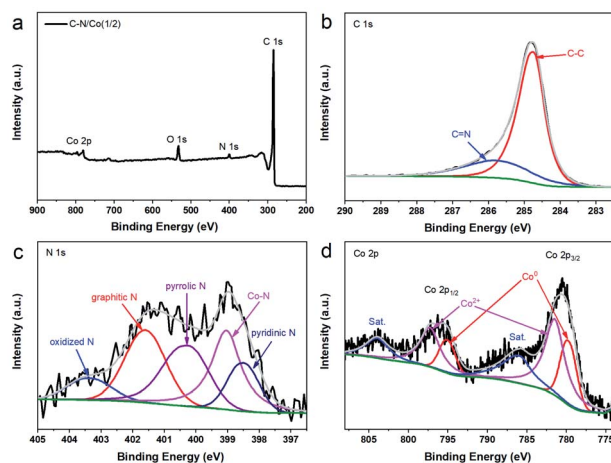 a
C-N/Co(1/2)
C 1s
Co 2p
O 1s
N 1s
Intensity (a.u.)
900 800 700 600 500 400 300 200
Binding Energy (eV)
b
C 1s
C-C
C=N
Intensity (a.u.)
290 289 288 287 286 285 284 283
Binding Energy (eV)
c
N 1s
pyrrolic N
graphitic N
Co-N
pyridinic N
oxidized N
Intensity (a.u.)
405 404 403 402 401 400 399 398 397
Binding Energy (eV)
d
Co 2p
Co 2p3/2
Co⁰
Co 2p1/2
Co²⁺
Sat.
Sat.
Intensity (a.u.)
805 800 795 790 785 780 775
Binding Energy (eV)